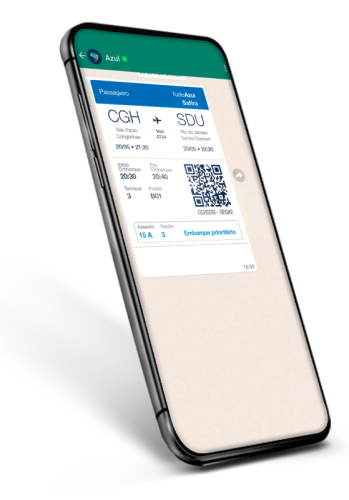 Azul
Passageiro
TudoAzul
Safira
CGH
SDU
São Paulo
Congonhas
Voo
4744
Rio de Janeiro
Santos Dumont
20/05 • 21:20
20/05 • 22:20
Início
Embarque
20:30
Fim
Embarque
20:40
Terminal
3
Portão
B01
Assento
15 A
Seção
3
Embarque prioritário